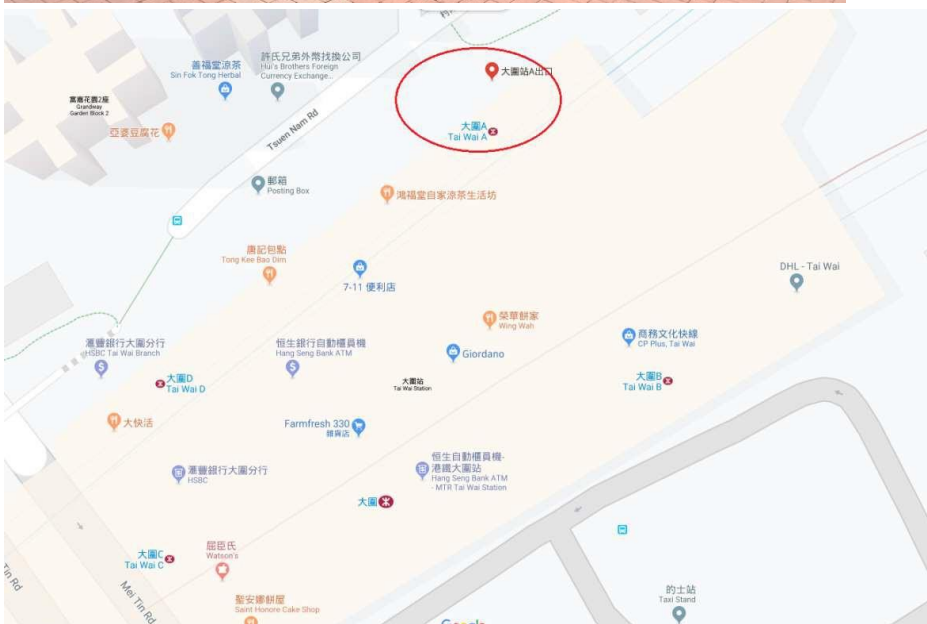 善福堂涼茶
Sin Fok Tong Herbal
許氏兄弟外幣找換公司
Hui's Brothers Foreign
Currency Exchange...
大圍站A出口
富嘉花園2座
Grandway
Garden Block 2
亞婆豆腐花
Tsuen Nam Rd
大圍A
Tai Wai A
郵箱
Posting Box
鴻福堂自家涼茶生活坊
唐記包點
Tong Kee Bao Dim
7-11 便利店
DHL - Tai Wai
榮華餅家
Wing Wah
商務文化快線
CP Plus, Tai Wai
滙豐銀行大圍分行
HSBC Tai Wai Branch
恒生銀行自動櫃員機
Hang Seng Bank ATM
Giordano
大圍D
Tai Wai D
大圍站
Tai Wai Station
大圍B
Tai Wai B
大快活
Farmfresh 330
雜貨店
滙豐銀行大圍分行
HSBC
恒生自動櫃員機-
港鐵大圍站
Hang Seng Bank ATM
- MTR Tai Wai Station
大圍
大圍C
Tai Wai C
屈臣氏
Watson's
Tin Rd
Mei Tin Rd
聖安娜餅屋
Saint Honore Cake Shop
的士站
Taxi Stand
Google